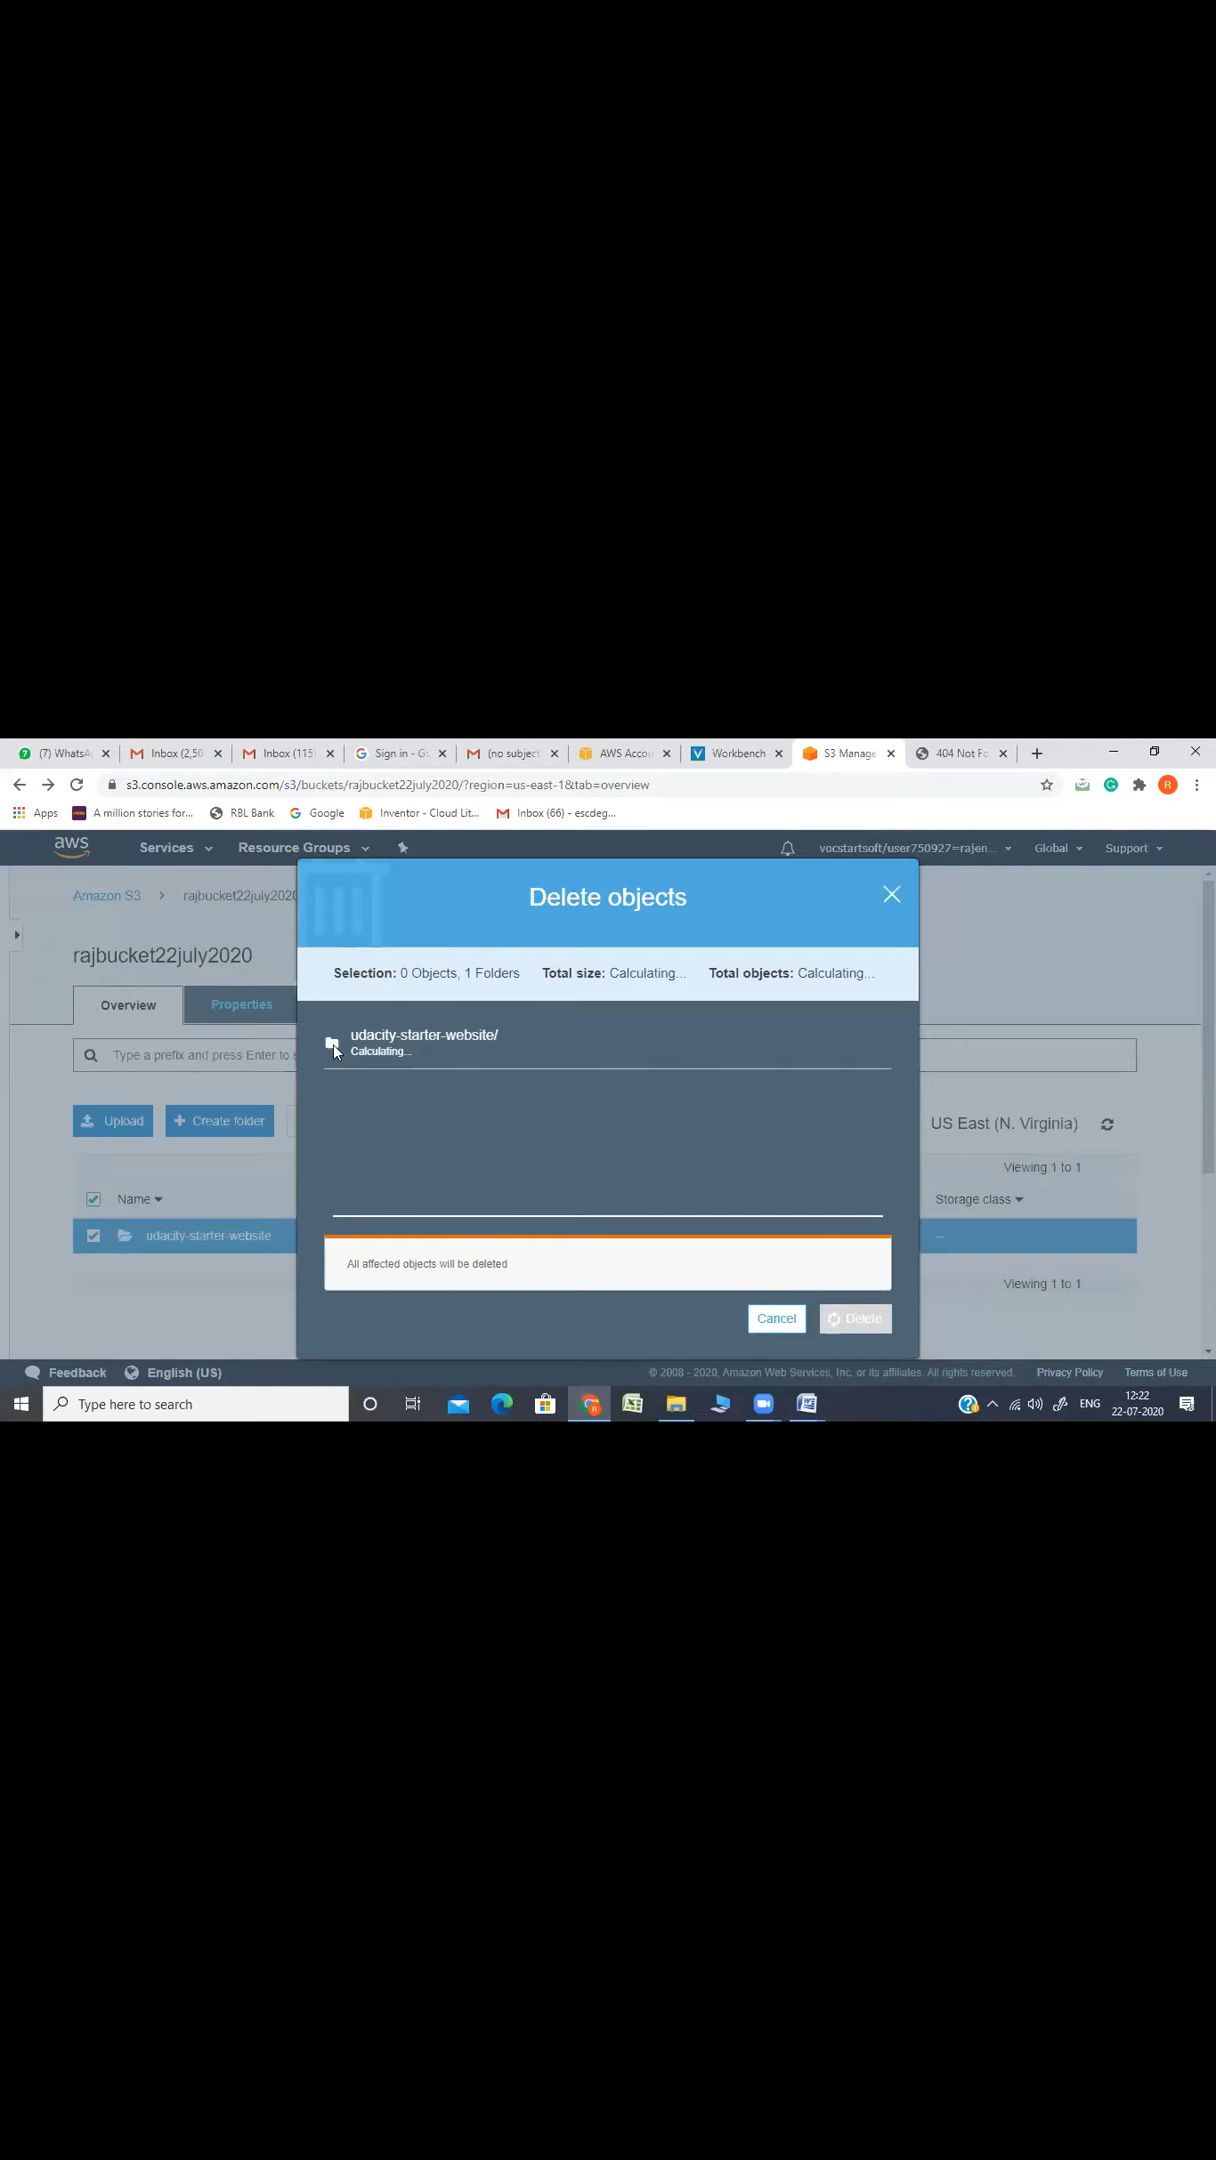 (7) Whats
Inbox (2,50
Inbox (115)
Sign in - G
(no subject
AWS Accou
Workbench
S3 Manage
404 Not Fo
s3.console.aws.amazon.com/s3/buckets/rajbucket22july2020/?region=us-east-1&tab=overview
R
Apps
A million stories for...
RBL Bank
Google
Inventor - Cloud Lit...
Inbox (66) - escdeg...
aws
Services
Resource Groups
vocstartsoft/user750927=rajen...
Global
Support
Amazon S3
rajbucket22july2020
Delete objects
rajbucket22july2020
Selection: 0 Objects, 1 Folders
Total size: Calculating...
Total objects: Calculating...
Overview
Properties
udacity-starter-website/
Calculating...
Type a prefix and press Enter to s
Upload
Create folder
US East (N. Virginia)
Viewing 1 to 1
Name
Storage class
udacity-starter-website
--
All affected objects will be deleted
Viewing 1 to 1
Cancel
Delete
Feedback
English (US)
© 2008 - 2020, Amazon Web Services, Inc. or its affiliates. All rights reserved.
Privacy Policy
Terms of Use
Type here to search
ENG
12:22
22-07-2020